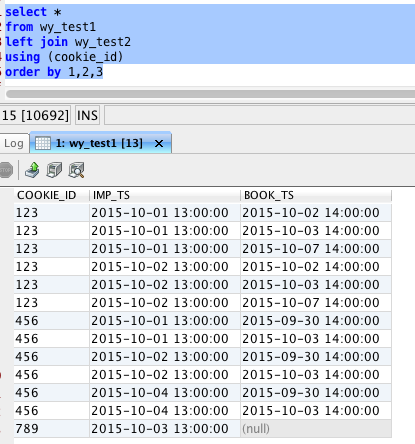 select *
from wy_test1
left join wy_test2
using (cookie_id)
order by 1,2,3
15 [10692] INS
Log 1: wy_test1 [13] ×
COOKIE_ID IMP_TS BOOK_TS
123 2015-10-01 13:00:00 2015-10-02 14:00:00
123 2015-10-01 13:00:00 2015-10-03 14:00:00
123 2015-10-01 13:00:00 2015-10-07 14:00:00
123 2015-10-02 13:00:00 2015-10-02 14:00:00
123 2015-10-02 13:00:00 2015-10-03 14:00:00
123 2015-10-02 13:00:00 2015-10-07 14:00:00
456 2015-10-01 13:00:00 2015-09-30 14:00:00
456 2015-10-01 13:00:00 2015-10-03 14:00:00
456 2015-10-02 13:00:00 2015-09-30 14:00:00
456 2015-10-02 13:00:00 2015-10-03 14:00:00
456 2015-10-04 13:00:00 2015-09-30 14:00:00
456 2015-10-04 13:00:00 2015-10-03 14:00:00
789 2015-10-03 13:00:00 (null)